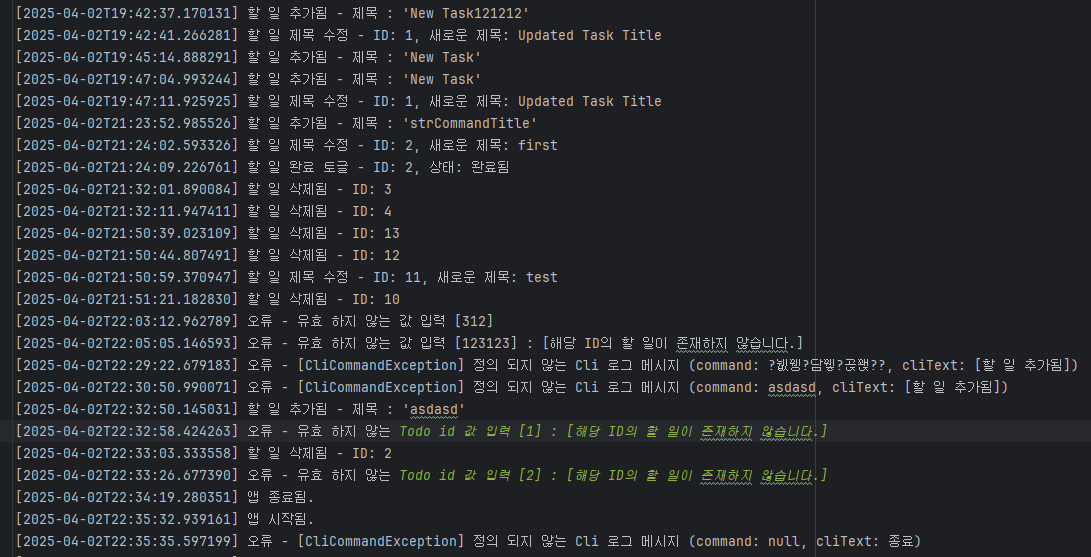 [2025-04-02T19:42:37.170131] 할 일 추가됨 - 제목 : 'New Task121212'
[2025-04-02T19:42:41.266281] 할 일 제목 수정 - ID: 1, 새로운 제목: Updated Task Title
[2025-04-02T19:45:14.888291] 할 일 추가됨 - 제목 : 'New Task'
[2025-04-02T19:47:04.993244] 할 일 추가됨 - 제목 : 'New Task'
[2025-04-02T19:47:11.925925] 할 일 제목 수정 - ID: 1, 새로운 제목: Updated Task Title
[2025-04-02T21:23:52.985526] 할 일 추가됨 - 제목 : 'strCommandTitle'
[2025-04-02T21:24:02.593326] 할 일 제목 수정 - ID: 2, 새로운 제목: first
[2025-04-02T21:24:09.226761] 할 일 완료 토글 - ID: 2, 상태: 완료됨
[2025-04-02T21:32:01.890084] 할 일 삭제됨 - ID: 3
[2025-04-02T21:32:11.947411] 할 일 삭제됨 - ID: 4
[2025-04-02T21:50:39.023109] 할 일 삭제됨 - ID: 13
[2025-04-02T21:50:44.807491] 할 일 삭제됨 - ID: 12
[2025-04-02T21:50:59.370947] 할 일 제목 수정 - ID: 11, 새로운 제목: test
[2025-04-02T21:51:21.182830] 할 일 삭제됨 - ID: 10
[2025-04-02T22:03:12.962789] 오류 - 유효 하지 않는 값 입력 [312]
[2025-04-02T22:05:05.146593] 오류 - 유효 하지 않는 값 입력 [123123] : [해당 ID의 할 일이 존재하지 않습니다.]
[2025-04-02T22:29:22.679183] 오류 - [CliCommandException] 정의 되지 않는 Cli 로그 메시지 (command: cliText: [할 일 추가됨])
[2025-04-02T22:30:50.990071] 오류 - [CliCommandException] 정의 되지 않는 Cli 로그 메시지 (command: asdasd, cliText: [할 일 추가됨])
[2025-04-02T22:32:50.145031] 할 일 추가됨 - 제목 : 'asdasd'
[2025-04-02T22:32:58.424263] 오류 - 유효 하지 않는 Todo id 값 입력 [1] : [해당 ID의 할 일이 존재하지 않습니다.]
[2025-04-02T22:33:03.333558] 할 일 삭제됨 - ID: 2
[2025-04-02T22:33:26.677390] 오류 - 유효 하지 않는 Todo id 값 입력 [2] : [해당 ID의 할 일이 존재하지 않습니다.]
[2025-04-02T22:34:19.280351] 앱 종료됨.
[2025-04-02T22:35:32.939161] 앱 시작됨.
[2025-04-02T22:35:35.597199] 오류 - [CliCommandException] 정의 되지 않는 Cli 로그 메시지 (command: null, cliText: 종료)